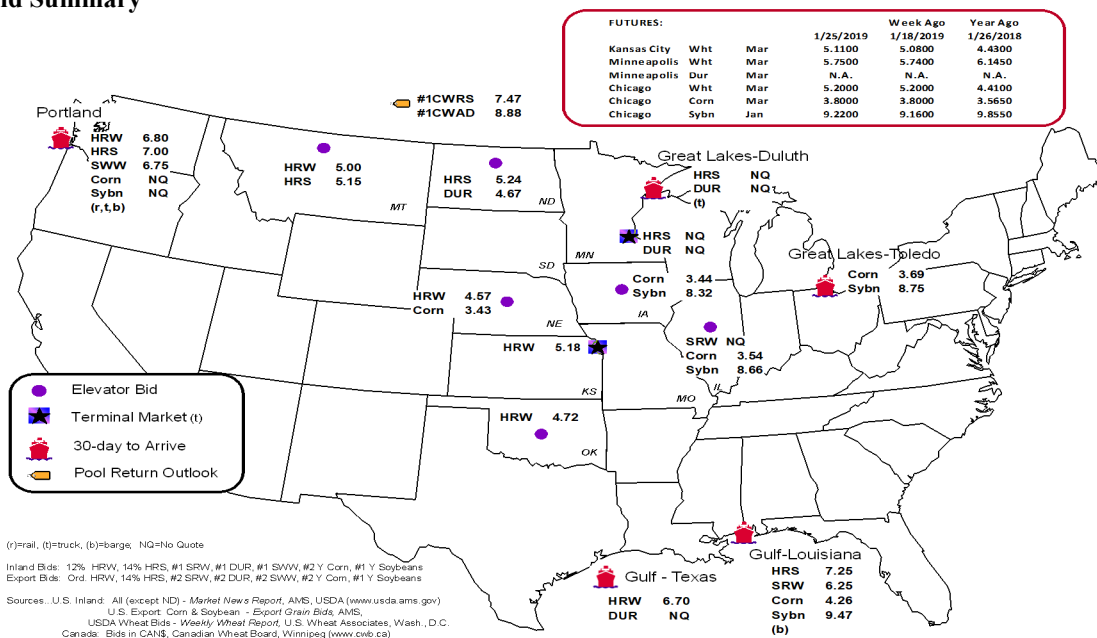 nd Summary
FUTURES:
Week Ago Year Ago
1/25/2019 1/18/2019 1/26/2018
Kansas City Wht Mar 5.1100 5.0800 4.4300
Minneapolis Wht Mar 5.7500 5.7400 6.1450
Minneapolis Dur Mar N.A. N.A. N.A.
Chicago Wht Mar 5.2000 5.2000 4.4100
Chicago Corn Mar 3.8000 3.8000 3.5650
Chicago Sybn Jan 9.2200 9.1600 9.8550
#1CWRS 7.47
#1CWAD 8.88
Portland
HRW 6.80
HRS 7.00
SWW 6.75
Corn NQ
Sybn NQ
(r,t,b)
HRW 5.00
HRS 5.15
MT
HRS 5.24
DUR 4.67
ND
Great Lakes-Duluth
HRS NQ
DUR NQ
(t)
HRS NQ
DUR NQ
MN
SD
Great Lakes-Toledo
Corn 3.69
Sybn 8.75
Corn 3.44
Sybn 8.32
IA
HRW 4.57
Corn 3.43
NE
SRW NQ
Corn 3.54
Sybn 8.66
IL
HRW 5.18
KS
MO
HRW 4.72
OK
Elevator Bid
Terminal Market (t)
30-day to Arrive
Pool Return Outlook
Gulf-Louisiana
HRS 7.25
SRW 6.25
Corn 4.26
Sybn 9.47
(b)
Gulf - Texas
HRW 6.70
DUR NQ
(r)=rail, (t)=truck, (b)=barge; NQ=No Quote
Inland Bids: 12% HRW, 14% HRS, #1 SRW, #1 DUR, #1 SWW, #2 Y Corn, #1 Y Soybeans
Export Bids: Ord. HRW, 14% HRS, #2 SRW, #2 DUR, #2 SWW, #2 Y Corn, #1 Y Soybeans
Sources...U.S. Inland: All (except ND) - Market News Report, AMS, USDA (www.usda.ams.gov)
U.S. Export: Corn & Soybean - Export Grain Bids, AMS,
USDA Wheat Bids - Weekly Wheat Report, U.S. Wheat Associates, Wash., D.C.
Canada: Bids in CAN$, Canadian Wheat Board, Winnipeg (www.cwb.ca)